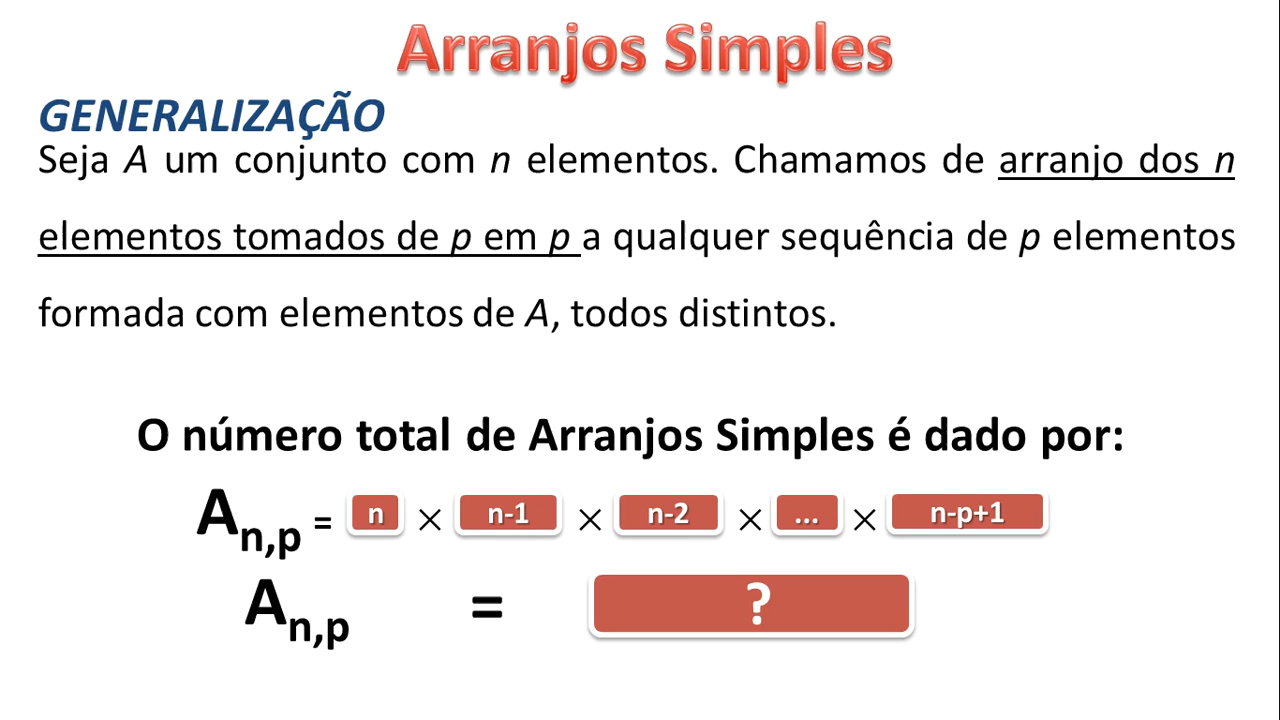 Arranjos Simples
GENERALIZAÇÃO
Seja A um conjunto com n elementos. Chamamos de arranjo dos n
elementos tomados de p em p a qualquer sequência de p elementos
formada com elementos de A, todos distintos.
O número total de Arranjos Simples é dado por:
An,p = n × n-1 × n-2 × ... × n-p+1
An,p = ?